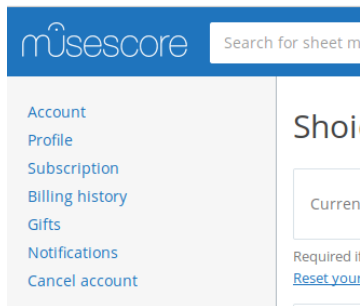 musescore
Search for sheet m
Account
Profile
Subscription
Billing history
Gifts
Notifications
Cancel account
Shoi
Curren
Required i
Reset your